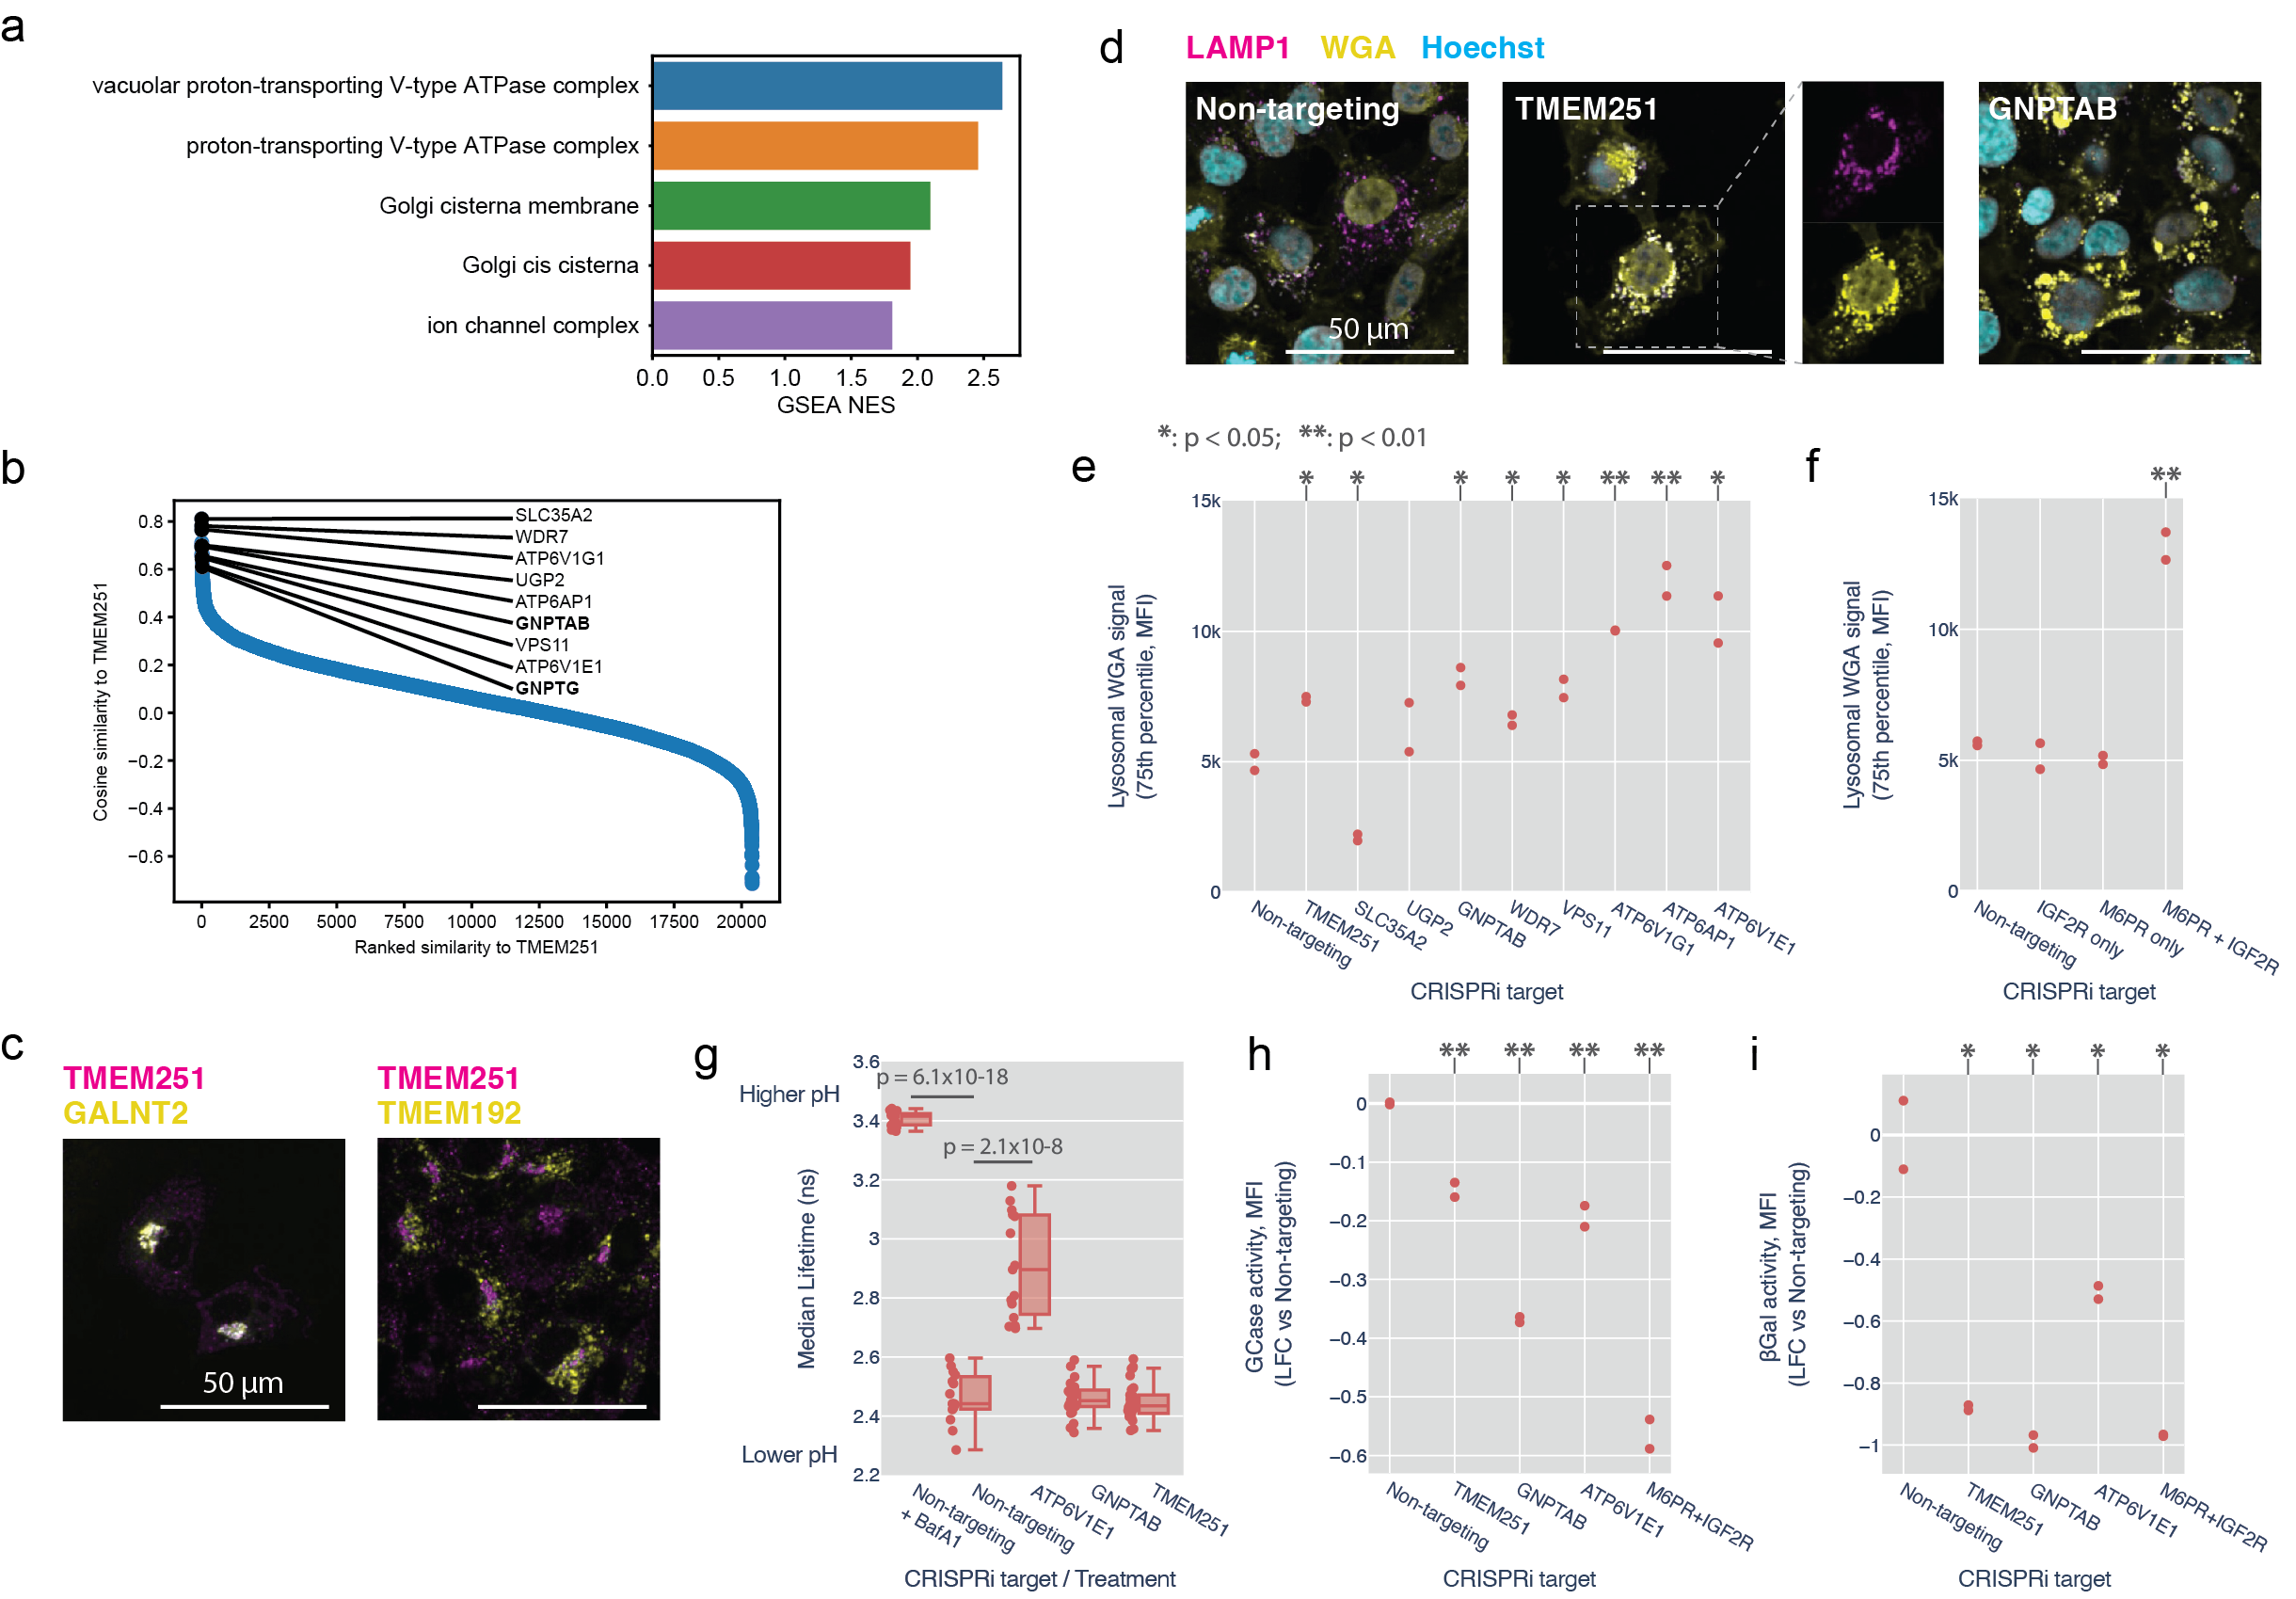 a
vacuolar proton-transporting V-type ATPase complex
proton-transporting V-type ATPase complex
Golgi cisterna membrane
Golgi cis cisterna
ion channel complex
0.0 0.5 1.0 1.5 2.0 2.5
GSEA NES
b
Cosine similarity to TMEM251
0.8
0.6
0.4
0.2
0.0
−0.2
−0.4
−0.6
SLC35A2
WDR7
ATP6V1G1
UGP2
ATP6AP1
GNPTAB
VPS11
ATP6V1E1
GNPTG
0 2500 5000 7500 10000 12500 15000 17500 20000
Ranked similarity to TMEM251
c
TMEM251
GALNT2
50 µm
TMEM251
TMEM192
d
LAMP1 WGA Hoechst
Non-targeting
50 µm
TMEM251
GNPTAB
*: p < 0.05; **: p < 0.01
e
* * * * * ** ** *
Lysosomal WGA signal
(75th percentile, MFI)
15k
10k
5k
0
Non-targeting
TMEM251
SLC35A2
UGP2
GNPTAB
WDR7
VPS11
ATP6V1G1
ATP6AP1
ATP6V1E1
CRISPRi target
f
**
Lysosomal WGA signal
(75th percentile, MFI)
15k
10k
5k
0
Non-targeting
IGF2R only
M6PR only
M6PR + IGF2R
CRISPRi target
g
Higher pH
Median Lifetime (ns)
Lower pH
3.6
3.4
3.2
3
2.8
2.6
2.4
2.2
p = 6.1x10-18
p = 2.1x10-8
Non-targeting
+ BafA1
Non-targeting
ATP6V1E1
GNPTAB
TMEM251
CRISPRi target / Treatment
h
** ** ** **
GCase activity, MFI
(LFC vs Non-targeting)
0
−0.1
−0.2
−0.3
−0.4
−0.5
−0.6
Non-targeting
TMEM251
GNPTAB
ATP6V1E1
M6PR+IGF2R
CRISPRi target
i
* * * *
βGal activity, MFI
(LFC vs Non-targeting)
0
−0.2
−0.4
−0.6
−0.8
−1
Non-targeting
TMEM251
GNPTAB
ATP6V1E1
M6PR+IGF2R
CRISPRi target